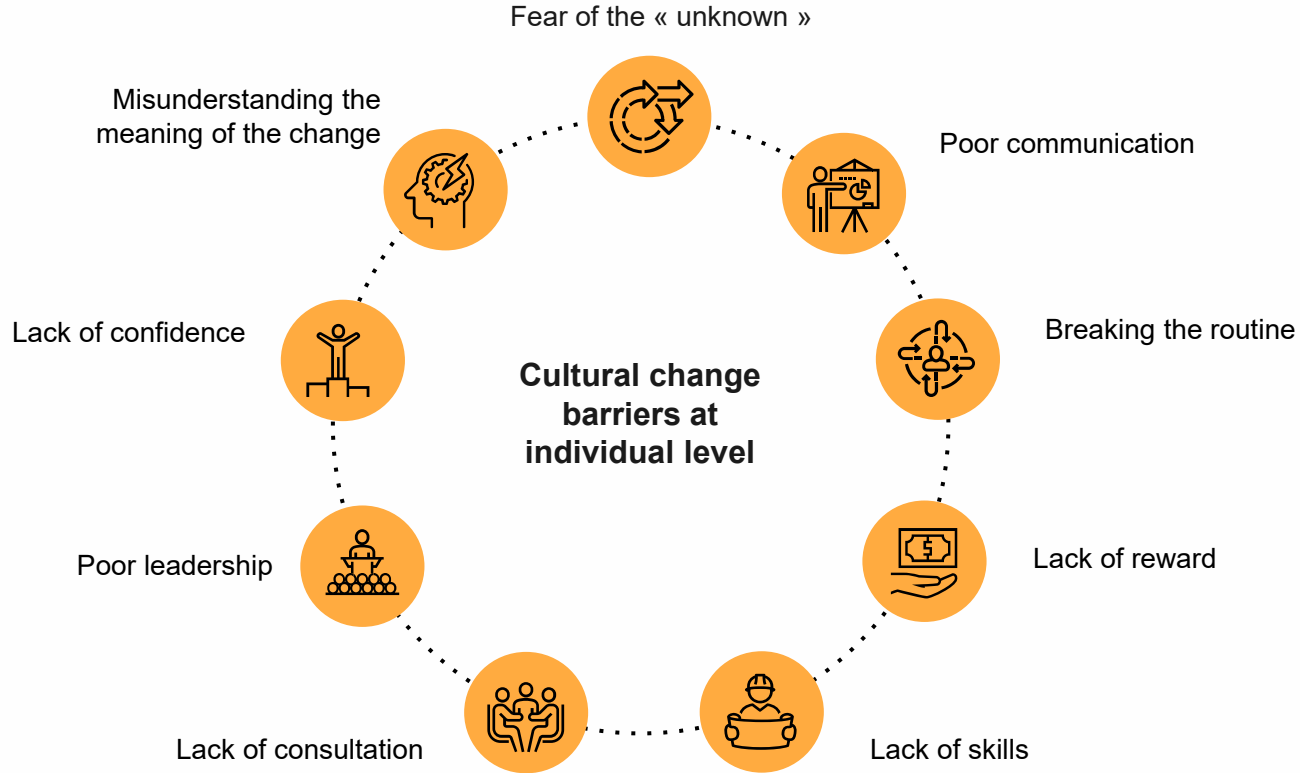 Fear of the « unknown »
Misunderstanding the
meaning of the change
Poor communication
Lack of confidence
Breaking the routine
Cultural change
barriers at
individual level
Poor leadership
Lack of reward
Lack of consultation
Lack of skills